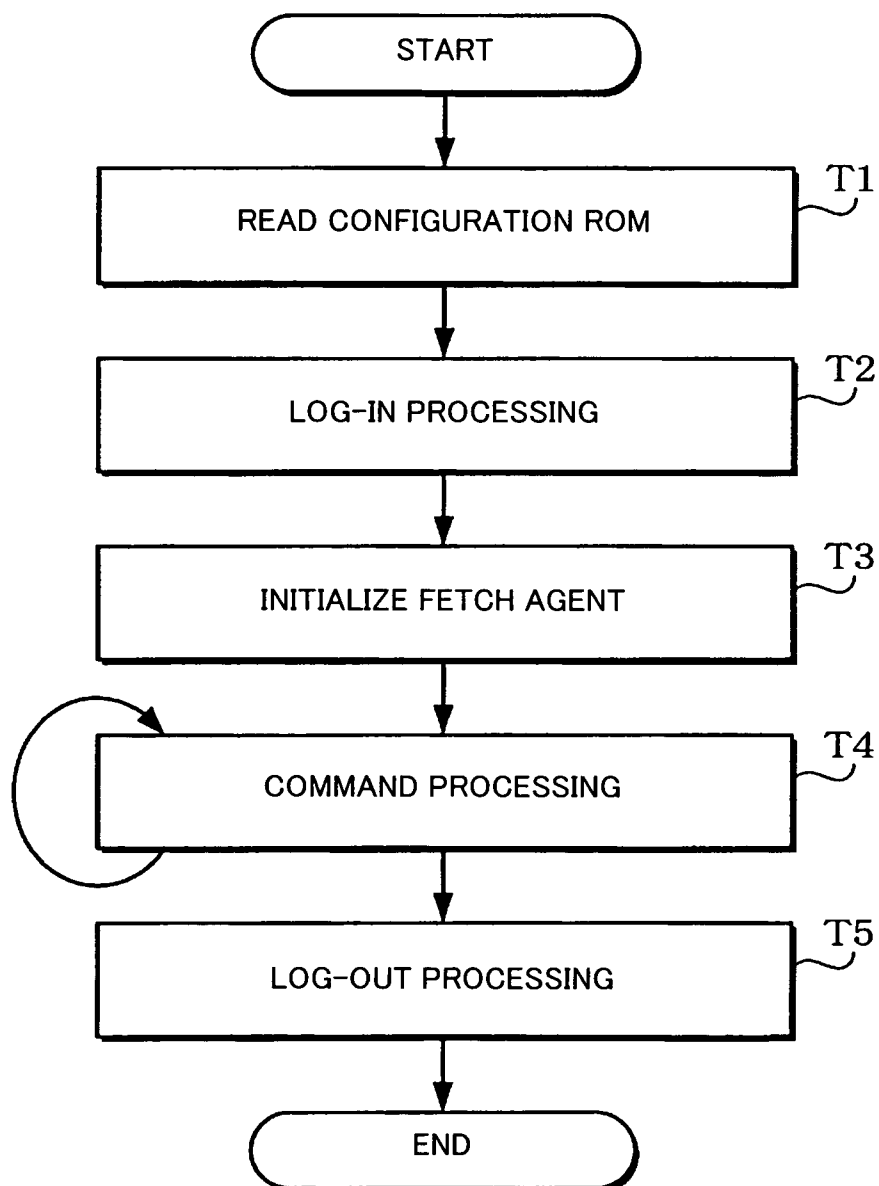 START
T1
READ CONFIGURATION ROM
T2
LOG-IN PROCESSING
T3
INITIALIZE FETCH AGENT
T4
COMMAND PROCESSING
T5
LOG-OUT PROCESSING
END